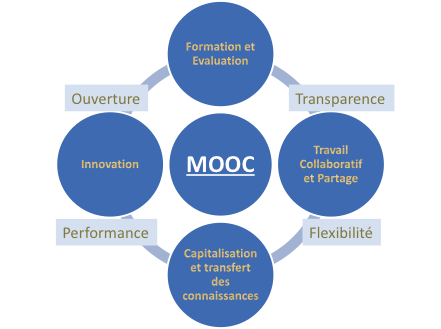 Formation et
Evaluation
Ouverture
Transparence
Innovation
MOOC
Travail
Collaboratif
et Partage
Performance
Flexibilité
Capitalisation
et transfert
des
connaissances